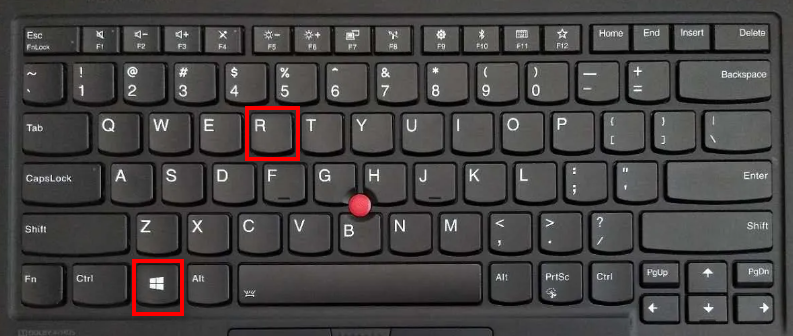 Esc F1 F2 F3 F4 F5 F6 F7 F8 F9 F10 F11 F12 Home End Insert Delete
FnLock
~ ! @ # $ % ^ & * ( ) — + Backspace
` 1 2 3 4 5 6 7 8 9 0 - =
Tab Q W E R T Y U I O P { } |
[ ] \
CapsLock A S D F G H J K L : " Enter
; '
Shift Z X C V B N M < > ? Shift
, . /
Fn Ctrl Alt Alt PrtSc Ctrl PgUp PgDn